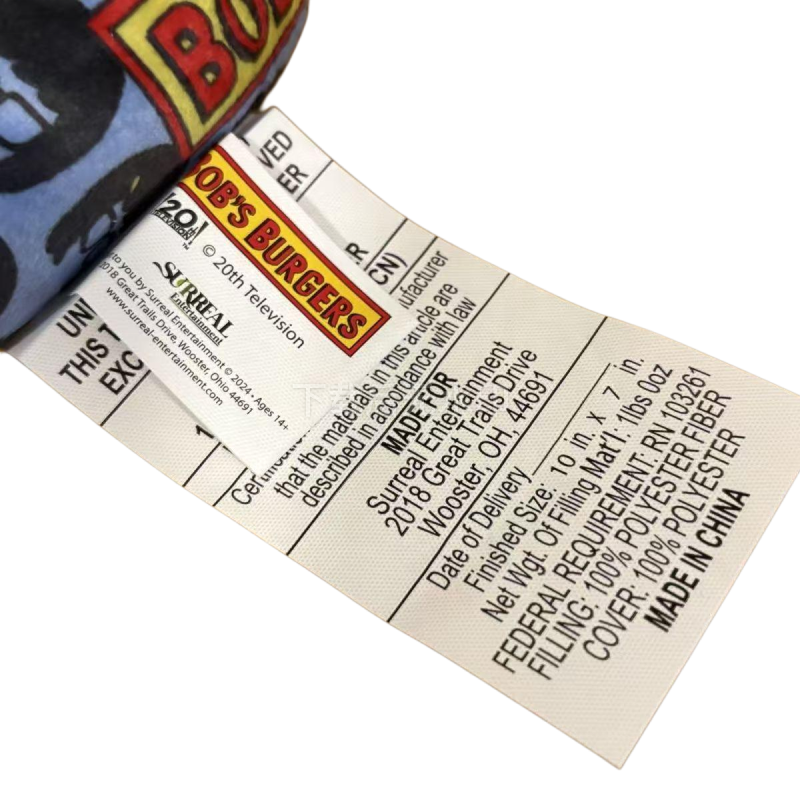 BOB
VED
ER
R
CN)
UN
THIS T
EXC
BOB'S BURGERS
20th
TELEVISION
™
© 20th Television
SURREAL
Entertainment
to you by Surreal Entertainment © 2024 • Ages 14+
2018 Great Trails Drive, Wooster, Ohio 44691
www.surreal-entertainment.com
ufacturer
that the materials in this article are
described in accordance with law
MADE FOR
Surreal Entertainment
2018 Great Trails Drive
Wooster, OH, 44691
Date of Delivery
Finished Size: 10 in. x 7 in.
Net Wgt. Of Filling Mat'l: 1lbs 0oz
FEDERAL REQUIREMENT: RN 103261
FILLING: 100% POLYESTER FIBER
COVER: 100% POLYESTER
MADE IN CHINA